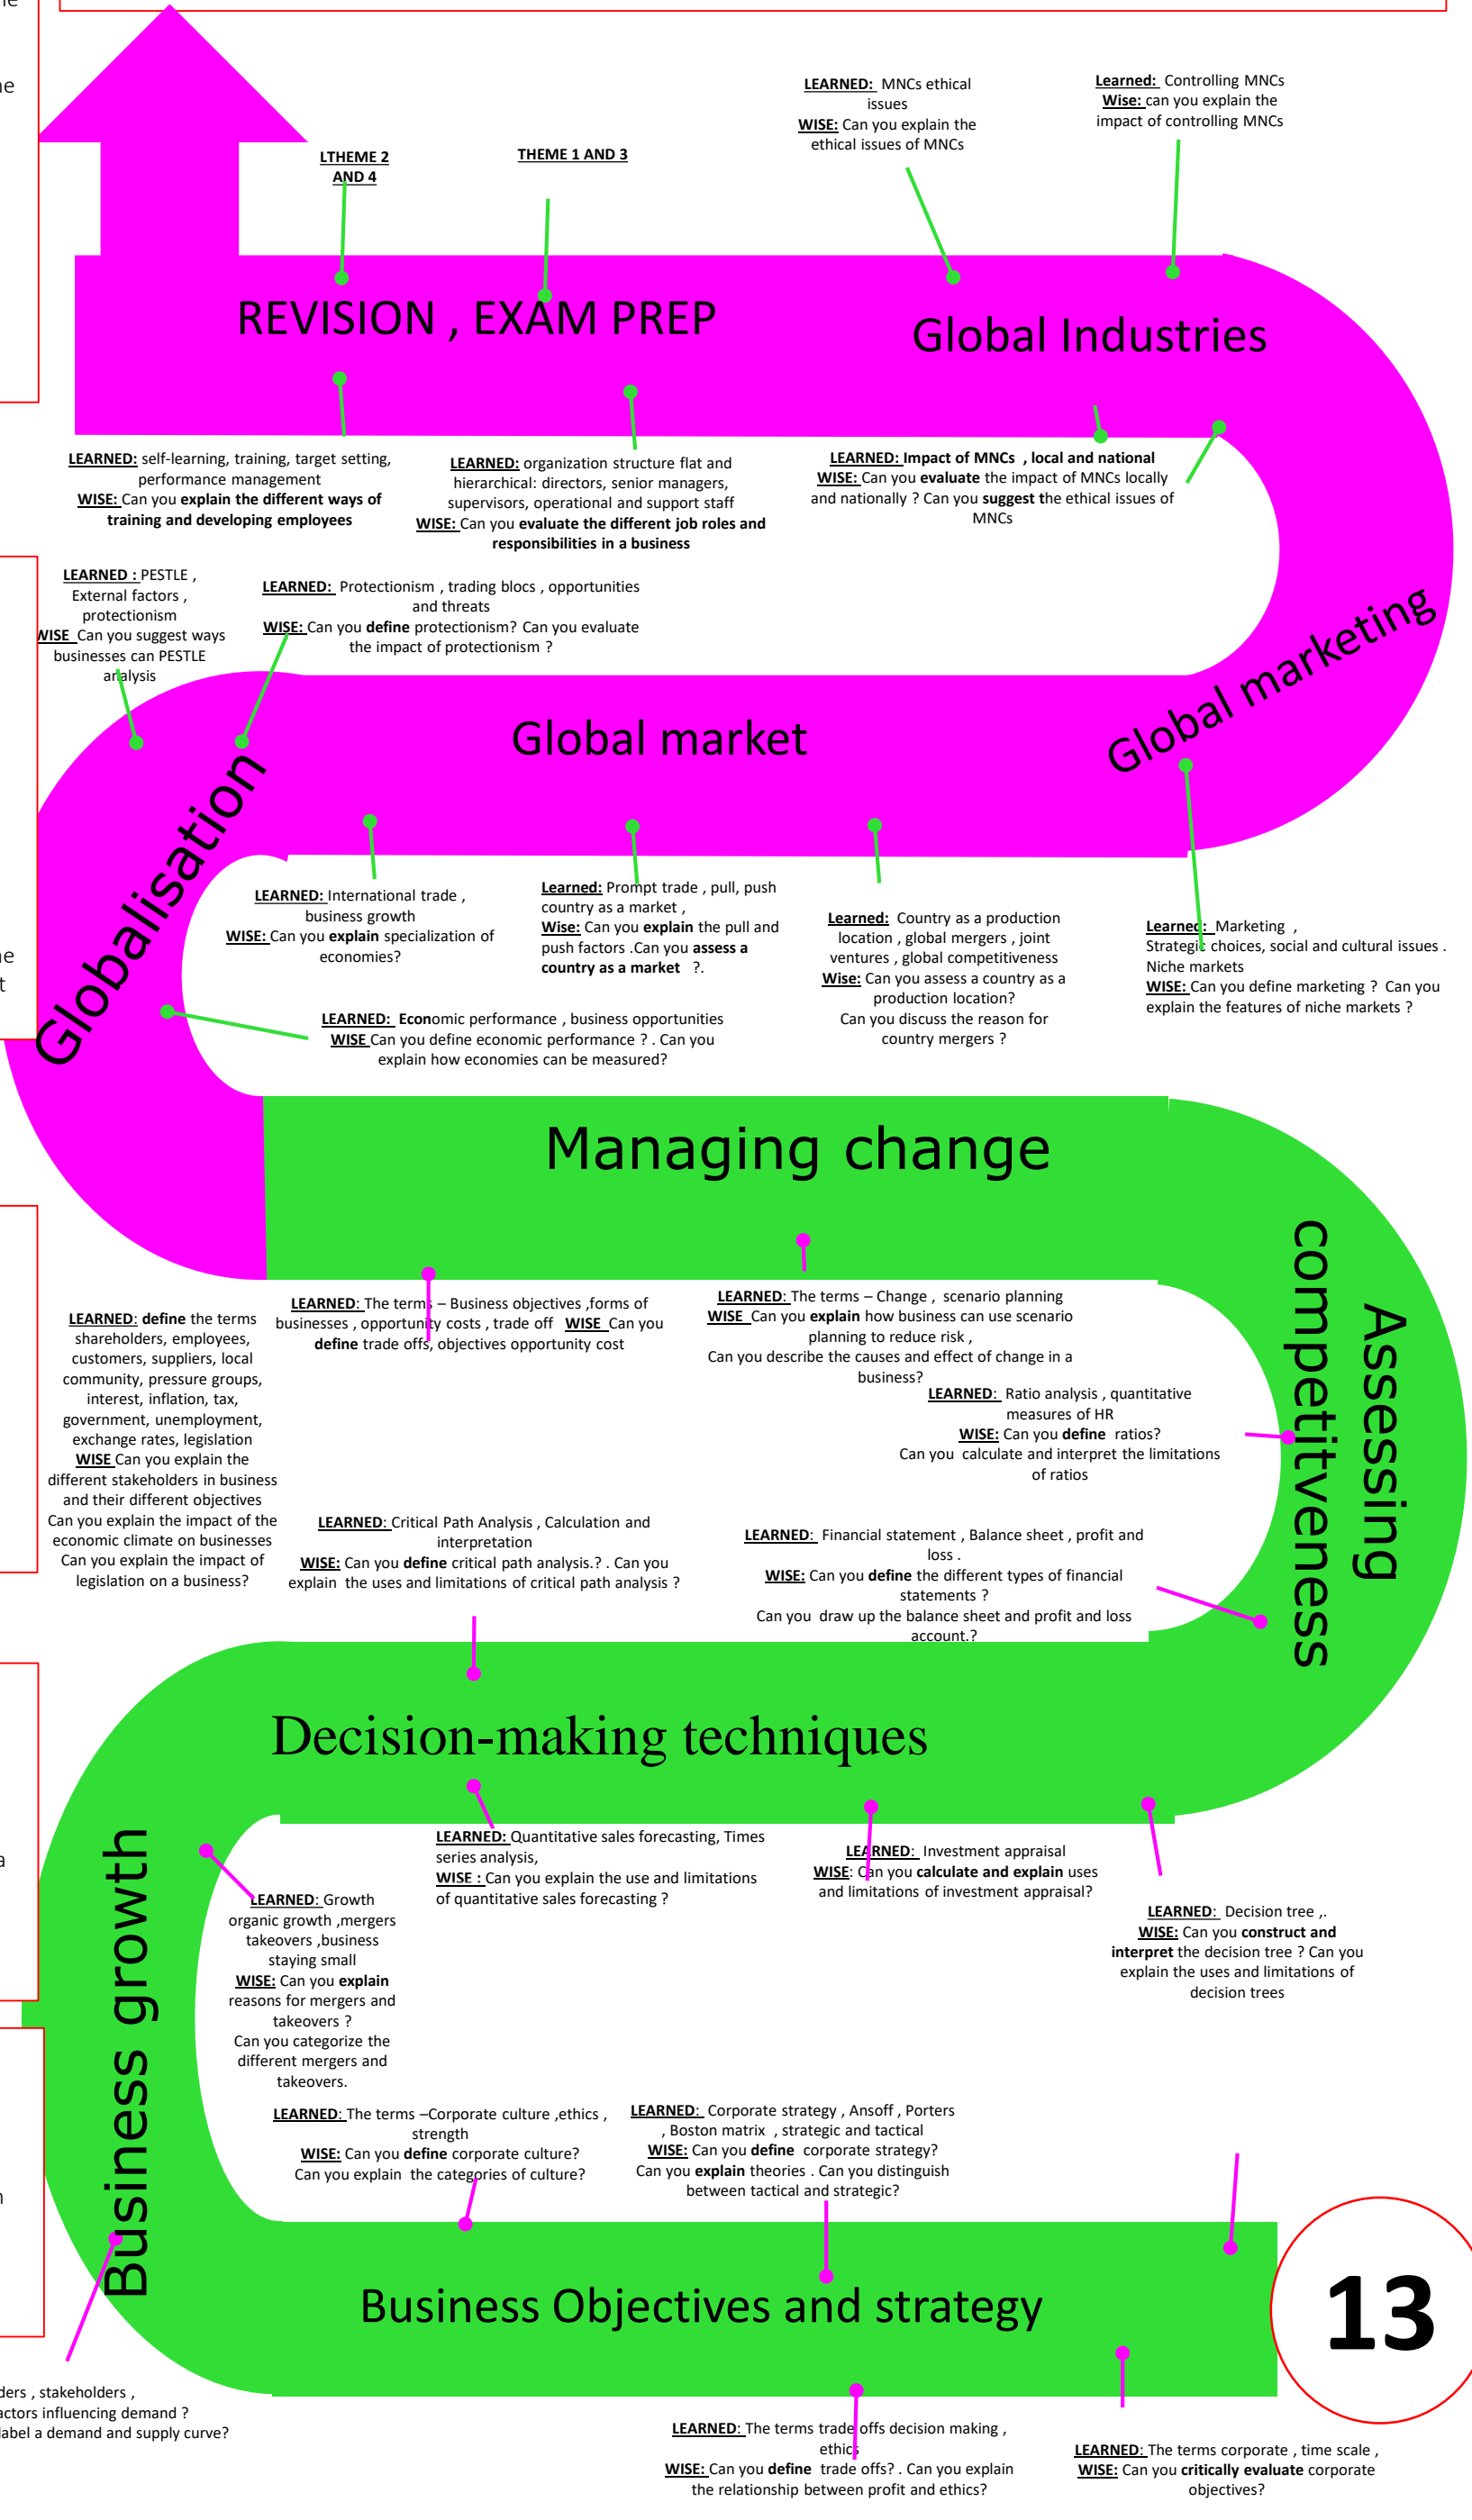 ne
ne
LEARNED: MNCs ethical
issues
WISE: Can you explain the
ethical issues of MNCs
Learned: Controlling MNCs
Wise: can you explain the
impact of controlling MNCs
LTHEME 2
AND 4
THEME 1 AND 3
REVISION , EXAM PREP
Global Industries
LEARNED: self-learning, training, target setting,
performance management
WISE: Can you explain the different ways of
training and developing employees
LEARNED: organization structure flat and
hierarchical: directors, senior managers,
supervisors, operational and support staff
WISE: Can you evaluate the different job roles and
responsibilities in a business
LEARNED: Impact of MNCs , local and national
WISE: Can you evaluate the impact of MNCs locally
and nationally ? Can you suggest the ethical issues of
MNCs
LEARNED : PESTLE ,
External factors ,
protectionism
WISE Can you suggest ways
businesses can PESTLE
analysis
LEARNED: Protectionism , trading blocs , opportunities
and threats
WISE: Can you define protectionism? Can you evaluate
the impact of protectionism ?
Global marketing
Global market
Globalisation
LEARNED: International trade ,
business growth
WISE: Can you explain specialization of
economies?
Learned: Prompt trade , pull, push
country as a market ,
Wise: Can you explain the pull and
push factors .Can you assess a
country as a market ?.
Learned: Country as a production
location , global mergers , joint
ventures , global competitiveness
Wise: Can you assess a country as a
production location?
Can you discuss the reason for
country mergers ?
Learned: Marketing ,
Strategic choices, social and cultural issues .
Niche markets
WISE: Can you define marketing ? Can you
explain the features of niche markets ?
ne
t
LEARNED: Economic performance , business opportunities
WISE Can you define economic performance ? . Can you
explain how economies can be measured?
Managing change
Assessing
competitveness
LEARNED: define the terms
shareholders, employees,
customers, suppliers, local
community, pressure groups,
interest, inflation, tax,
government, unemployment,
exchange rates, legislation
WISE Can you explain the
different stakeholders in business
and their different objectives
Can you explain the impact of the
economic climate on businesses
Can you explain the impact of
legislation on a business?
LEARNED: The terms – Business objectives ,forms of
businesses , opportunity costs , trade off WISE Can you
define trade offs, objectives opportunity cost
LEARNED: The terms – Change , scenario planning
WISE Can you explain how business can use scenario
planning to reduce risk ,
Can you describe the causes and effect of change in a
business?
LEARNED: Ratio analysis , quantitative
measures of HR
WISE: Can you define ratios?
Can you calculate and interpret the limitations
of ratios
LEARNED: Critical Path Analysis , Calculation and
interpretation
WISE: Can you define critical path analysis.? . Can you
explain the uses and limitations of critical path analysis ?
LEARNED: Financial statement , Balance sheet , profit and
loss .
WISE: Can you define the different types of financial
statements ?
Can you draw up the balance sheet and profit and loss
account.?
Decision-making techniques
Business growth
LEARNED: Quantitative sales forecasting, Times
series analysis,
WISE : Can you explain the use and limitations
of quantitative sales forecasting ?
LEARNED: Investment appraisal
WISE: Can you calculate and explain uses
and limitations of investment appraisal?
a
LEARNED: Growth
organic growth ,mergers
takeovers ,business
staying small
WISE: Can you explain
reasons for mergers and
takeovers ?
Can you categorize the
different mergers and
takeovers.
LEARNED: Decision tree ,.
WISE: Can you construct and
interpret the decision tree ? Can you
explain the uses and limitations of
decision trees
LEARNED: The terms –Corporate culture ,ethics ,
strength
WISE: Can you define corporate culture?
Can you explain the categories of culture?
LEARNED: Corporate strategy , Ansoff , Porters
, Boston matrix , strategic and tactical
WISE: Can you define corporate strategy?
Can you explain theories . Can you distinguish
between tactical and strategic?
n
Business Objectives and strategy
13
ders , stakeholders ,
actors influencing demand ?
label a demand and supply curve?
LEARNED: The terms trade offs decision making ,
ethics
WISE: Can you define trade offs? . Can you explain
the relationship between profit and ethics?
LEARNED: The terms corporate , time scale ,
WISE: Can you critically evaluate corporate
objectives?